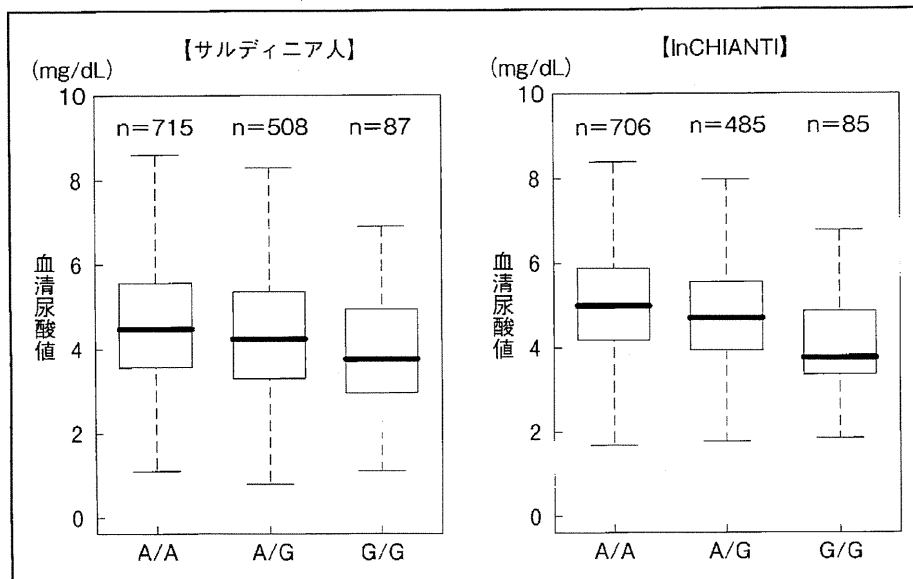 【サルディニア人】
(mg/dL)
10
8
6
4
2
0
血清尿酸値
n=715 n=508 n=87
A/A A/G G/G
【InCHIANTI】
(mg/dL)
10
8
6
4
2
0
血清尿酸値
n=706 n=485 n=85
A/A A/G G/G